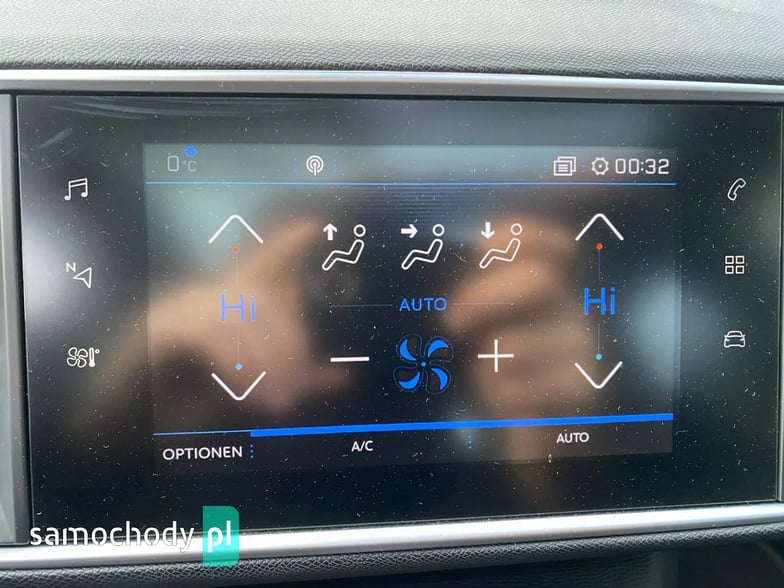 0°C
00:32
N
Hi
AUTO
Hi
OPTIONEN
A/C
AUTO
samochody pl